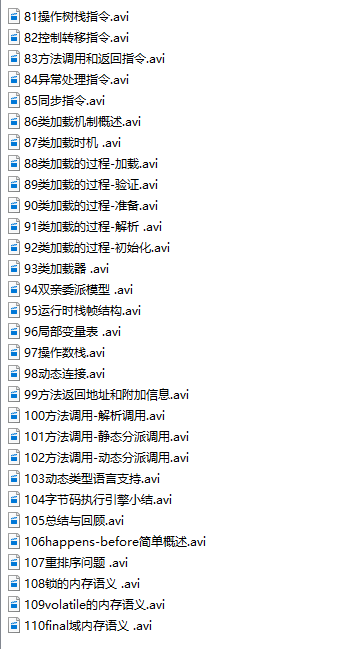 81操作树栈指令.avi
82控制转移指令.avi
83方法调用和返回指令.avi
84异常处理指令.avi
85同步指令.avi
86类加载机制概述.avi
87类加载时机 .avi
88类加载的过程-加载.avi
89类加载的过程-验证.avi
90类加载的过程-准备.avi
91类加载的过程-解析 .avi
92类加载的过程-初始化.avi
93类加载器 .avi
94双亲委派模型 .avi
95运行时栈帧结构.avi
96局部变量表 .avi
97操作数栈.avi
98动态连接.avi
99方法返回地址和附加信息.avi
100方法调用-解析调用.avi
101方法调用-静态分派调用.avi
102方法调用-动态分派调用.avi
103动态类型语言支持.avi
104字节码执行引擎小结.avi
105总结与回顾.avi
106happens-before简单概述.avi
107重排序问题 .avi
108锁的内存语义 .avi
109volatile的内存语义.avi
110final域内存语义 .avi